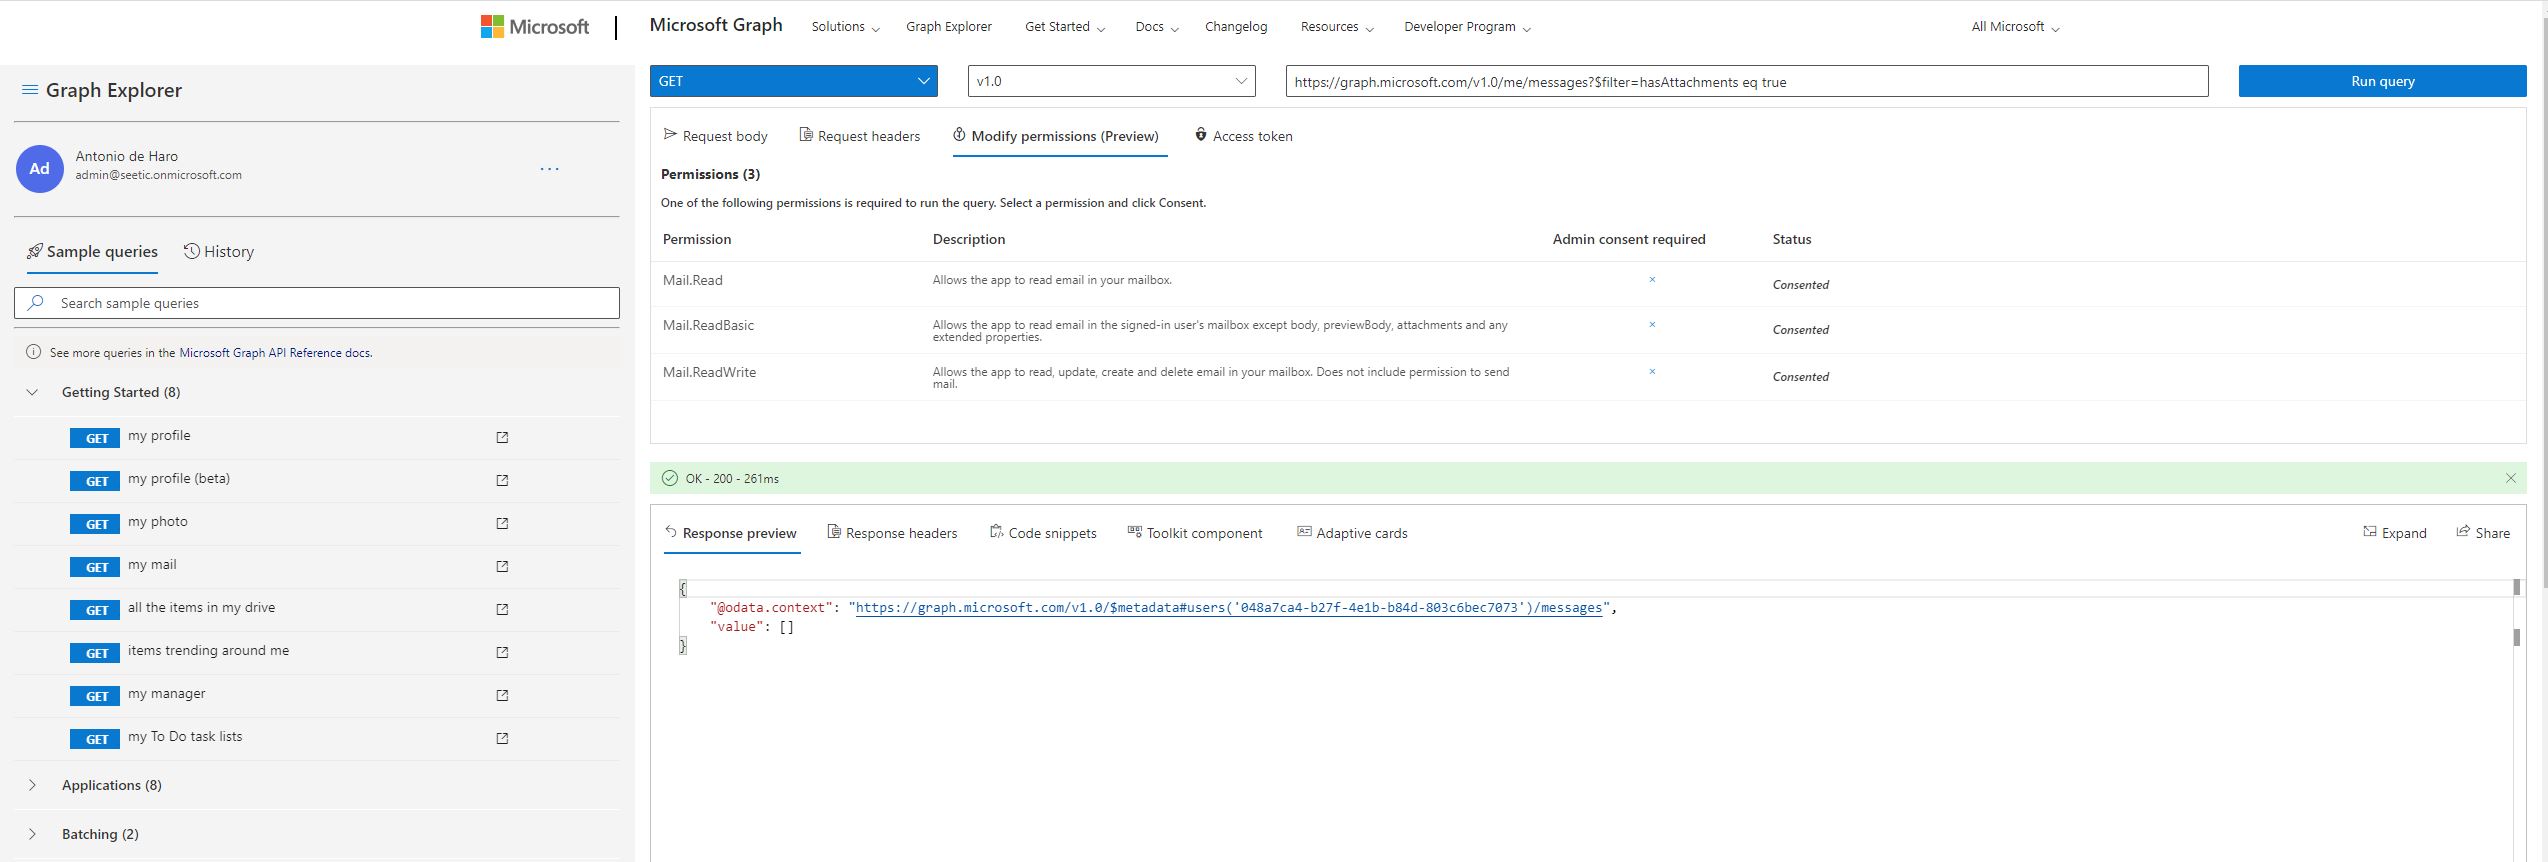 Microsoft
Microsoft Graph
Solutions
Graph Explorer
Get Started
Docs
Changelog
Resources
Developer Program
All Microsoft
Graph Explorer
Ad
Antonio de Haro
admin@seetic.onmicrosoft.com
...
Sample queries
History
Search sample queries
See more queries in the Microsoft Graph API Reference docs.
Getting Started (8)
GET my profile
GET my profile (beta)
GET my photo
GET my mail
GET all the items in my drive
GET items trending around me
GET my manager
GET my To Do task lists
Applications (8)
Batching (2)
GET
v1.0
https://graph.microsoft.com/v1.0/me/messages?$filter=hasAttachments eq true
Run query
Request body
Request headers
Modify permissions (Preview)
Access token
Permissions (3)
One of the following permissions is required to run the query. Select a permission and click Consent.
Permission Description Admin consent required Status
Mail.Read Allows the app to read email in your mailbox. × Consented
Mail.ReadBasic Allows the app to read email in the signed-in user's mailbox except body, previewBody, attachments and any × Consented
extended properties.
Mail.ReadWrite Allows the app to read, update, create and delete email in your mailbox. Does not include permission to send × Consented
mail.
OK - 200 - 261ms
Response preview
Response headers
Code snippets
Toolkit component
Adaptive cards
Expand
Share
{
"@odata.context": "https://graph.microsoft.com/v1.0/$metadata#users('048a7ca4-b27f-4e1b-b84d-803c6bec7073')/messages",
"value": []
}